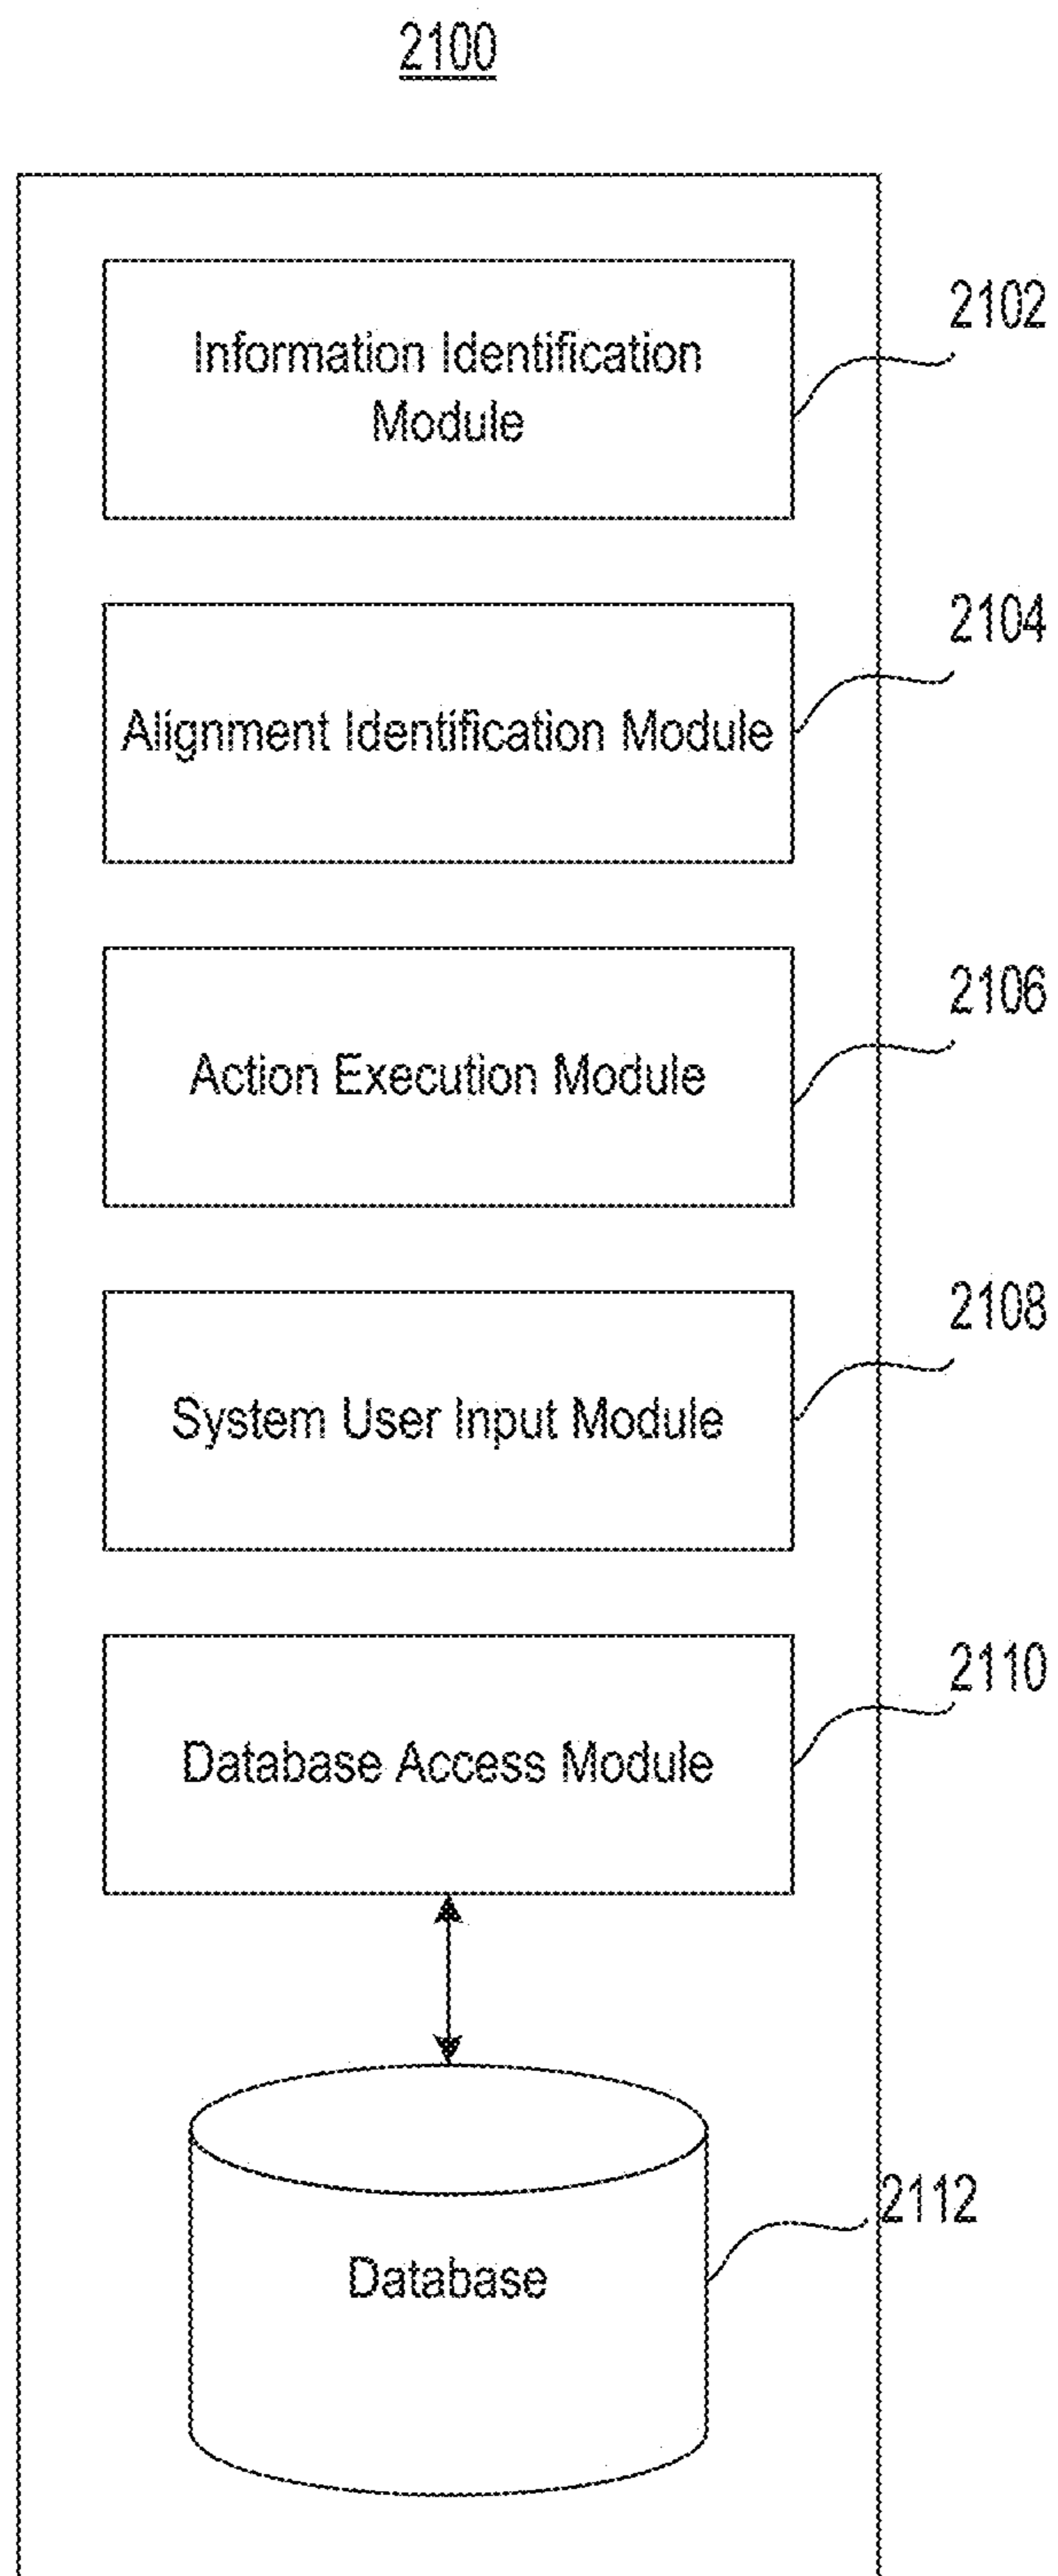 2100
Information Identification
Module
2102
Alignment Identification Module
2104
Action Execution Module
2106
System User Input Module
2108
Database Access Module
2110
Database
2112